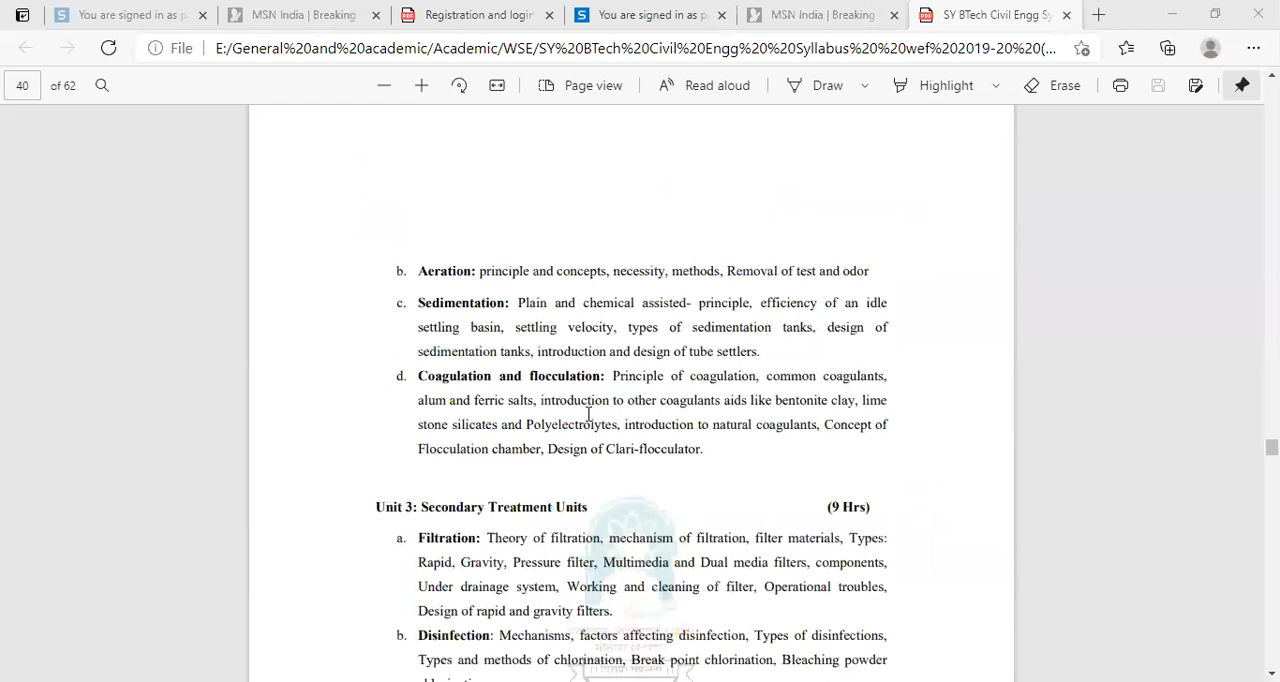 You are signed in as p
MSN India | Breaking
Registration and login
You are signed in as p
MSN India | Breaking
SY BTech Civil Engg Sy
File
E:/General%20and%20academic/Academic/WSE/SY%20BTech%20Civil%20Engg%20%20Syllabus%20%20wef%202019-20%20(...
40 of 62
Page view
Read aloud
Draw
Highlight
Erase
b. Aeration: principle and concepts, necessity, methods, Removal of test and odor
c. Sedimentation: Plain and chemical assisted- principle, efficiency of an idle
settling basin, settling velocity, types of sedimentation tanks, design of
sedimentation tanks, introduction and design of tube settlers.
d. Coagulation and flocculation: Principle of coagulation, common coagulants,
alum and ferric salts, introduction to other coagulants aids like bentonite clay, lime
stone silicates and Polyelectrolytes, introduction to natural coagulants, Concept of
Flocculation chamber, Design of Clari-flocculator.
Unit 3: Secondary Treatment Units (9 Hrs)
a. Filtration: Theory of filtration, mechanism of filtration, filter materials, Types:
Rapid, Gravity, Pressure filter, Multimedia and Dual media filters, components,
Under drainage system, Working and cleaning of filter, Operational troubles,
Design of rapid and gravity filters.
b. Disinfection: Mechanisms, factors affecting disinfection, Types of disinfections,
Types and methods of chlorination, Break point chlorination, Bleaching powder